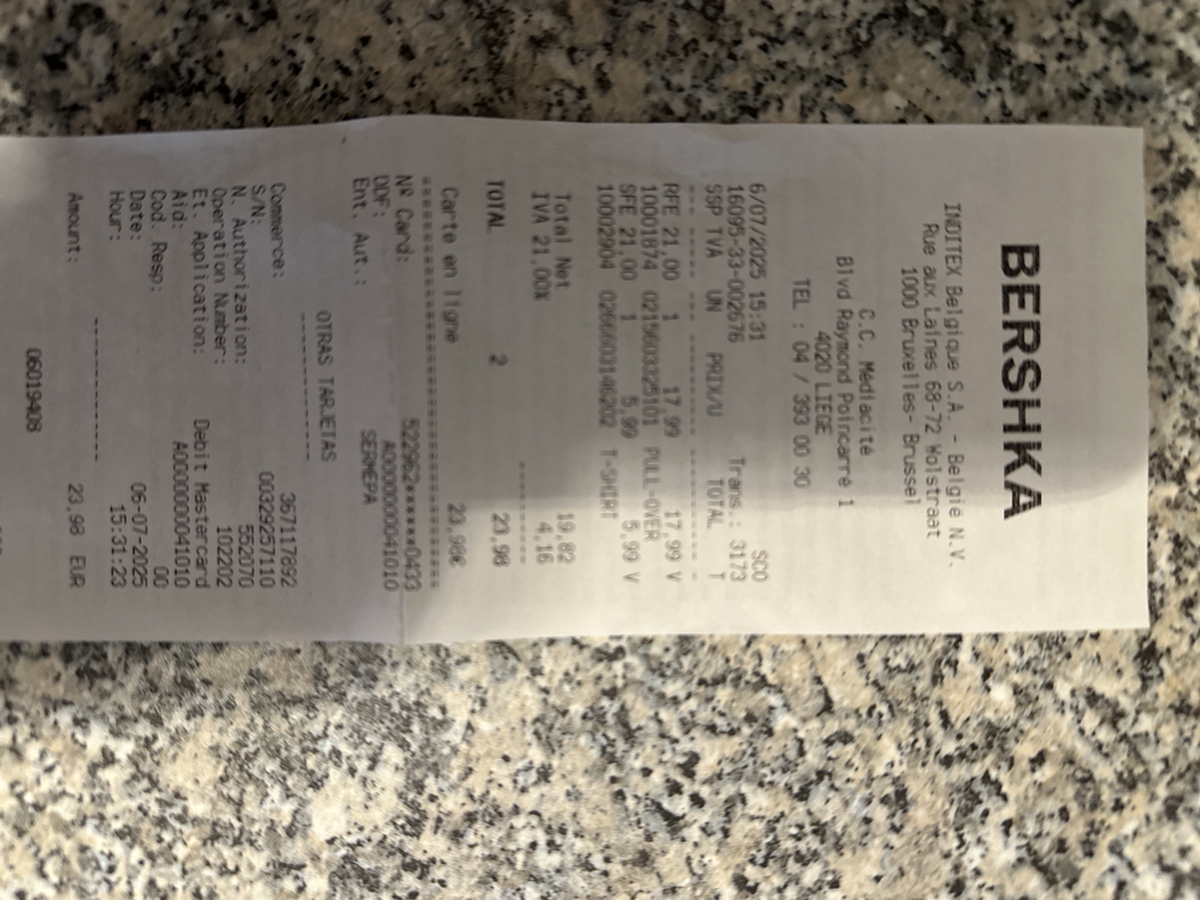 BERSHKA
INDITEX Belgique S.A. - België N.V.
Rue aux Laines 68-72 Wolstraat
1000 Bruxelles- Brussel
C.C. Médiacité
Blvd Raymond Poincarré 1
4020 LIEGE
TEL : 04 / 393 00 30
SCO
6/07/2025 15:31
16095-33-002676 Trans.: 3173
SSP TVA UN PRIX/U TOTAL T
RFE 21,00 1 17,99 17,99 V
10001874 PULL-OVER
SFE 21,00 1 5,99 5,99 V
10002904 T-SHIRT
Total Net 19,82
IVA 21,00% 4,16
TOTAL 2 23,98
Carte en ligne 23,98€
Nº Card: 522962*****0433
DDF: A0000000041010
Ent. Aut.: SERMEPA
OTRAS TARJETAS
Commerce: 367117892
S/N: 00329257110
N. Authorization: 552070
Operation Number: 102202
Et. Application: Debit Mastercard
Aid: A0000000041010
Cod. Resp: 00
Date: 06-07-2025
Hour: 15:31:23
Amount: 23,98 EUR
06019408